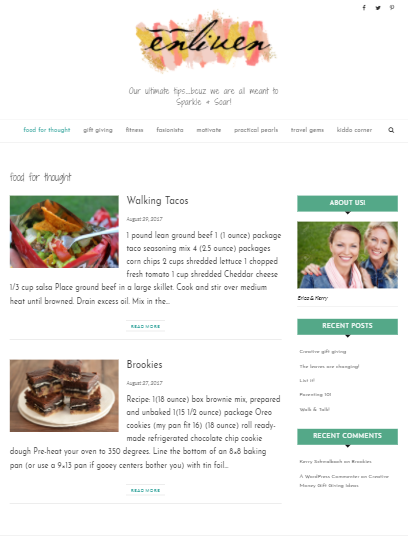 enliven
Our ultimate tips....bcuz we are all meant to
Sparkle & Soar!
food for thought gift giving fitness fasionista motivate practical pearls travel gems kiddo corner
food for thought
Walking Tacos
August 29, 2017
1 pound lean ground beef 1 (1 ounce) package
taco seasoning mix 4 (2.5 ounce) packages
corn chips 2 cups shredded lettuce 1 chopped
fresh tomato 1 cup shredded Cheddar cheese
1/3 cup salsa Place ground beef in a large skillet. Cook and stir over medium
heat until browned. Drain excess oil. Mix in the...
READ MORE
Brookies
August 27, 2017
Recipe: 1(18 ounce) box brownie mix, prepared
and unbaked 1(15 1/2 ounce) package Oreo
cookies (my pan fit 16) (18 ounce) roll ready-
made refrigerated chocolate chip cookie
dough Pre-heat your oven to 350 degrees. Line the bottom of an 8x8 baking
pan (or use a 9x13 pan if gooey centers bother you) with tin foil...
READ MORE
ABOUT US!
Erica & Kerry
RECENT POSTS
Creative gift giving
The leaves are changing!
List it!
Parenting 101
Walk & Talk!
RECENT COMMENTS
Kerry Schmalbach on Brookies
A WordPress Commenter on Creative
Money Gift Giving Ideas